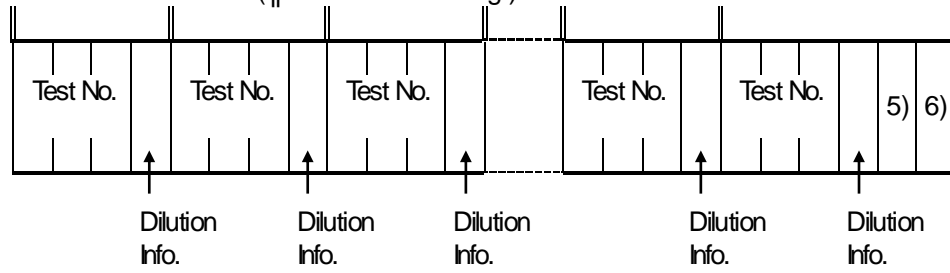 Test No. Test No. Test No. Test No. Test No. 5) 6)
Dilution Dilution Dilution Dilution Dilution
Info. Info. Info. Info. Info.